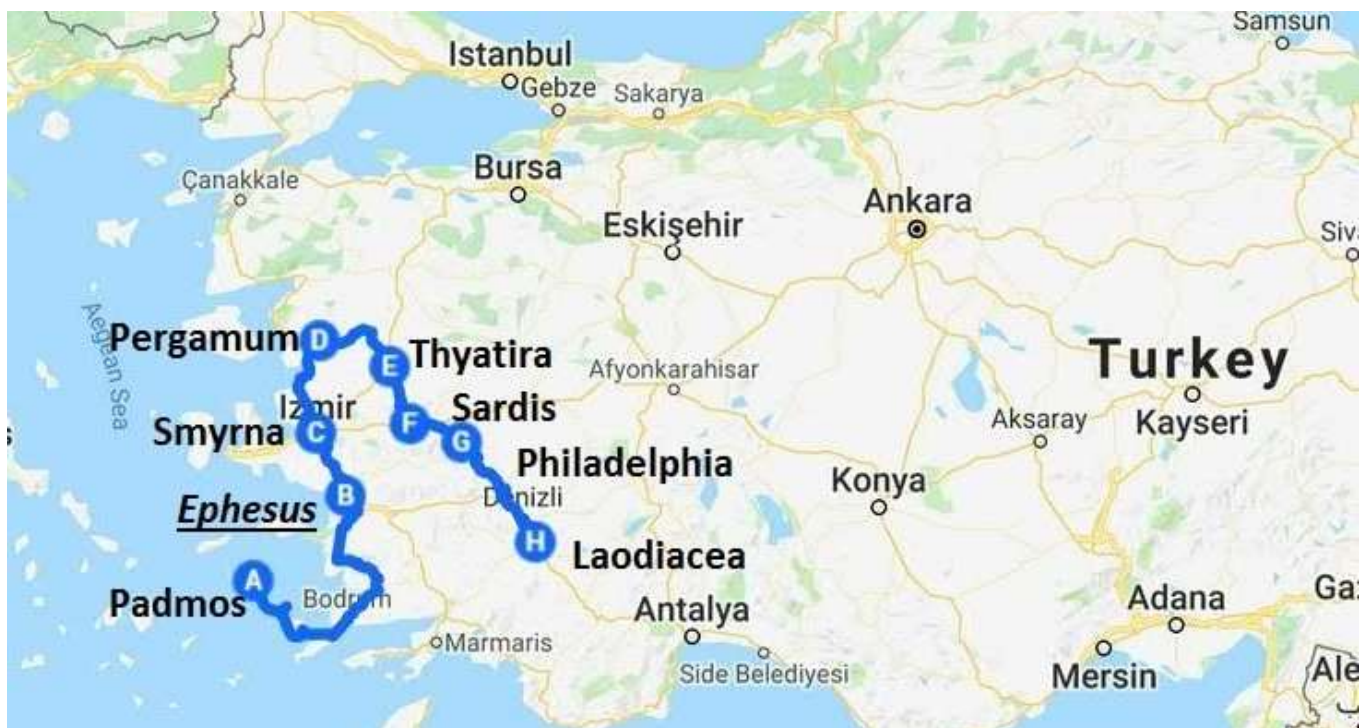 Samsun
Istanbul
Gebze
Sakarya
Çanakkale
Bursa
Ankara
Eskişehir
Siva
Aegean Sea
Pergamum
D
E
Thyatira
Afyonkarahisar
Turkey
Izmir
Sardis
F
Smyrna
C
G
Aksaray
Kayseri
Philadelphia
Denizli
Konya
B
Ephesus
H
Laodiacea
A
Padmos
Bodrum
Antalya
Adana
Gaz
Marmaris
Side Belediyesi
Mersin
Ale